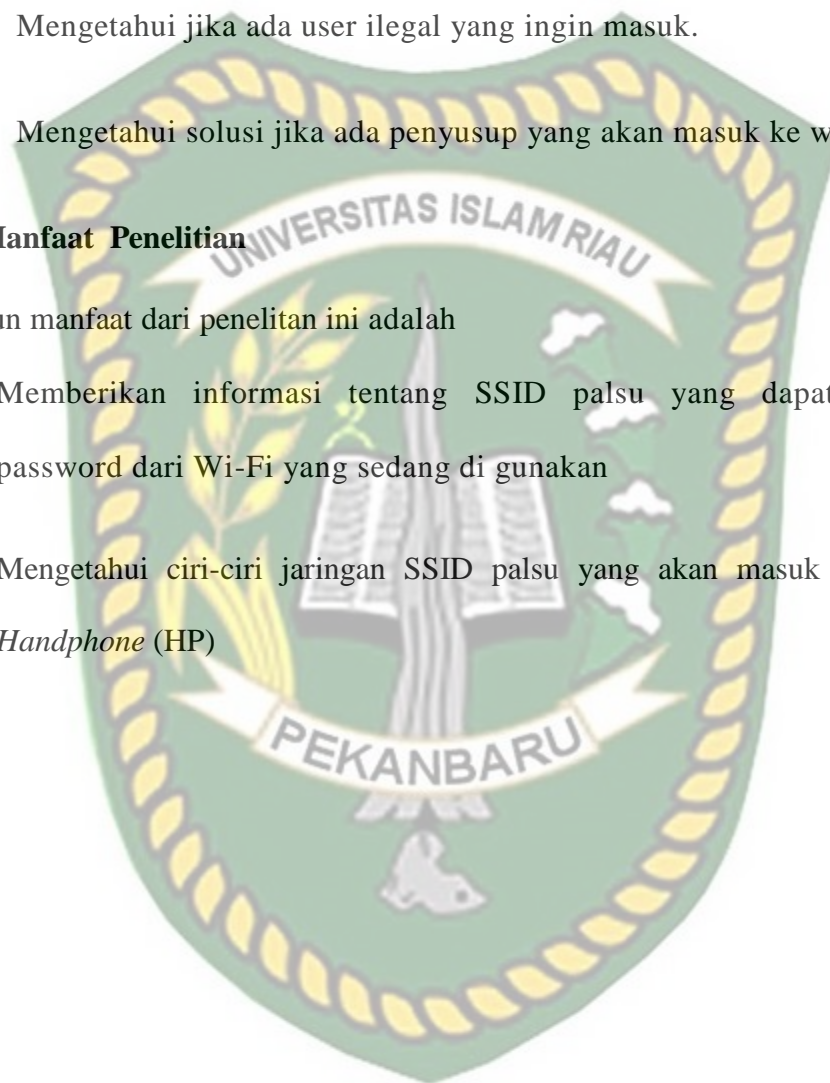 Mengetahui jika ada user ilegal yang ingin masuk.
Mengetahui solusi jika ada penyusup yang akan masuk ke w
UNIVERSITAS ISLAM RIAU
Manfaat Penelitian
un manfaat dari penelitan ini adalah
Memberikan informasi tentang SSID palsu yang dapat
password dari Wi-Fi yang sedang di gunakan
Mengetahui ciri-ciri jaringan SSID palsu yang akan masuk
Handphone (HP)
PEKANBARU